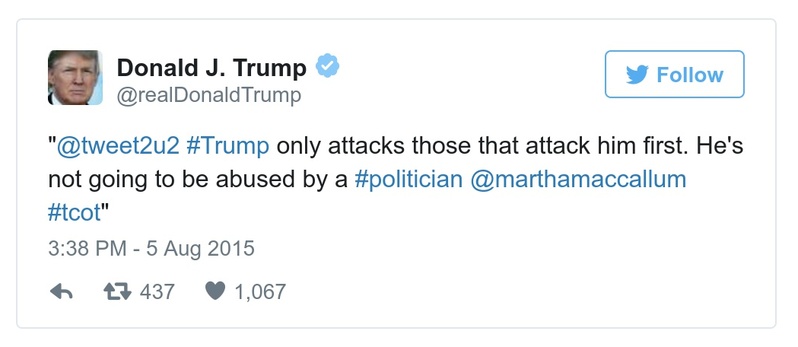 Donald J. Trump
@realDonaldTrump
Follow
"@tweet2u2 #Trump only attacks those that attack him first. He's
not going to be abused by a #politician @marthamaccallum
#tcot"
3:38 PM - 5 Aug 2015
437 1,067